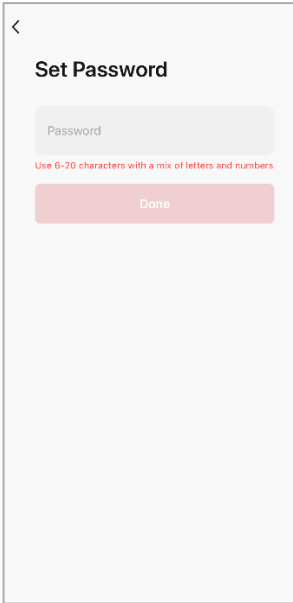 Set Password
Password
Use 6-20 characters with a mix of letters and numbers
Done